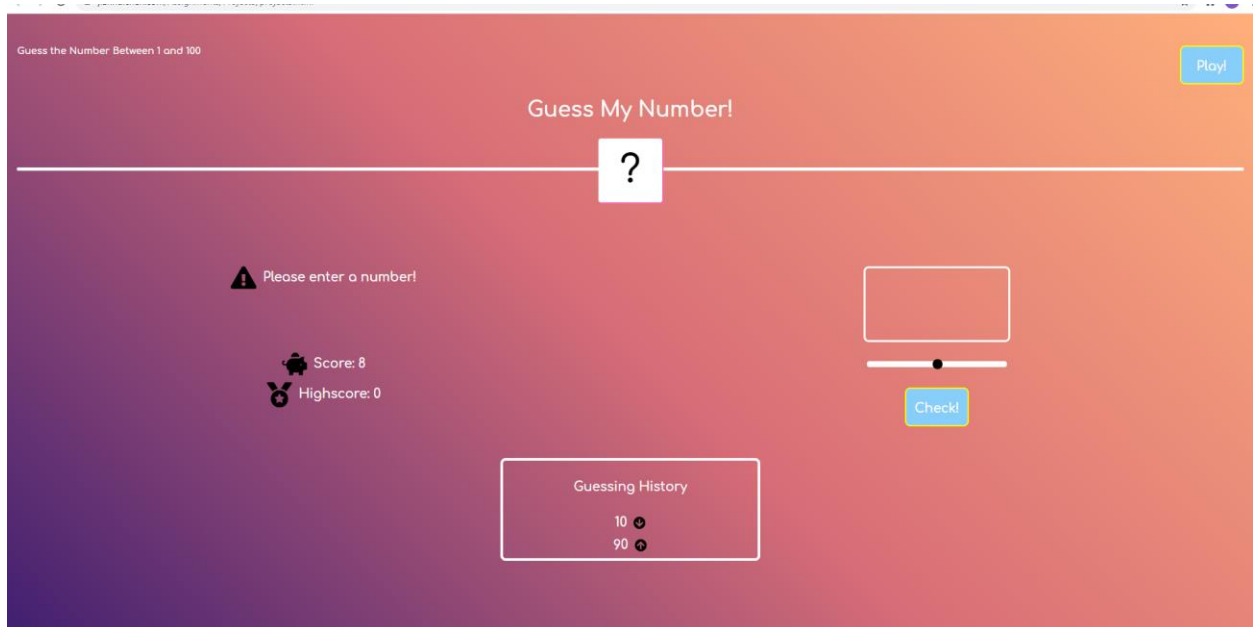 Guess the Number Between 1 and 100
Play!
Guess My Number!
?
Please enter a number!
Score: 8
Highscore: 0
Check!
Guessing History
10
90